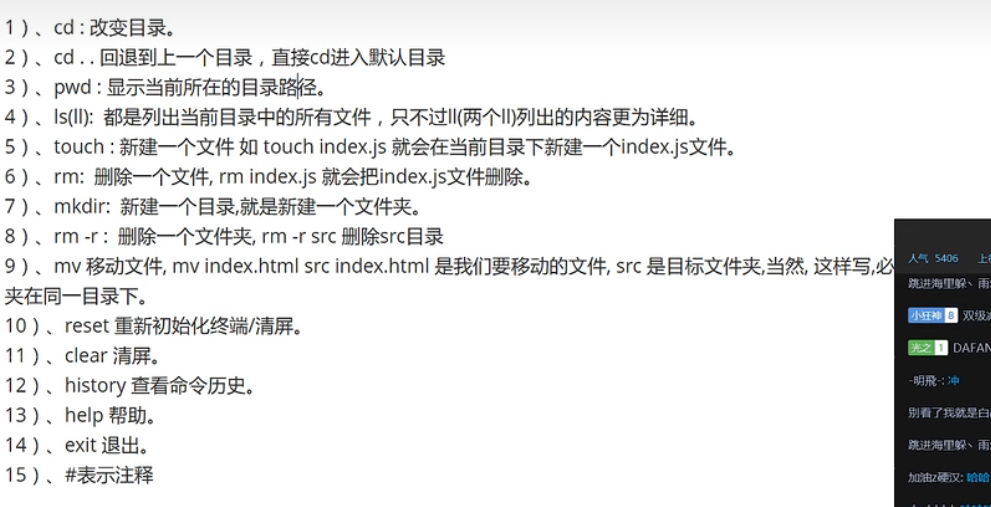 1）、cd : 改变目录。
2）、cd . . 回退到上一个目录，直接cd进入默认目录
3）、pwd : 显示当前所在的目录路径。
4）、ls(ll):  都是列出当前目录中的所有文件，只不过ll(两个ll)列出的内容更为详细。
5）、touch : 新建一个文件 如 touch index.js 就会在当前目录下新建一个index.js文件。
6）、rm:  删除一个文件, rm index.js 就会把index.js文件删除。
7）、mkdir:  新建一个目录,就是新建一个文件夹。
8）、rm -r :  删除一个文件夹, rm -r src 删除src目录
9）、mv 移动文件, mv index.html src index.html 是我们要移动的文件, src 是目标文件夹,当然, 这样写,必
夹在同一目录下。
10）、reset 重新初始化终端/清屏。
11）、clear 清屏。
12）、history 查看命令历史。
13）、help 帮助。
14）、exit 退出。
15）、#表示注释
人气 5406 上
跳进海里躲、雨
小狂神 8 双级
光之 1 DAFAN
-明飛-: 冲
别看了我就是白
跳进海里躲、雨
加油z硬汉: 哈哈